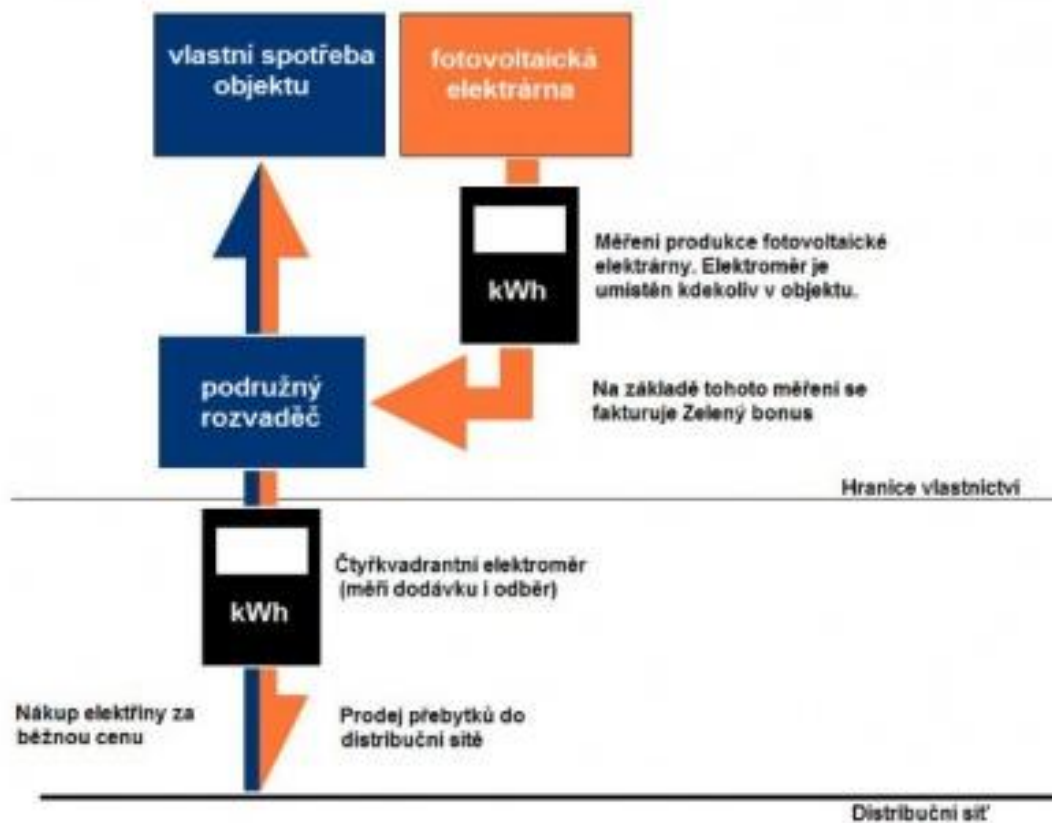 vlastní spotřeba
objektu
fotovoltaická
elektrárna
kWh
Měření produkce fotovoltaické
elektrárny. Elektroměr je
umístěn kdekoliv v objektu.
podružný
rozvaděč
Na základě tohoto měření se
fakturuje Zelený bonus
Hranice vlastnictví
kWh
Čtyřkvadrantní elektroměr
(měří dodávku i odběr)
Nákup elektřiny za
běžnou cenu
Prodej přebytků do
distribuční sítě
Distribuční síť